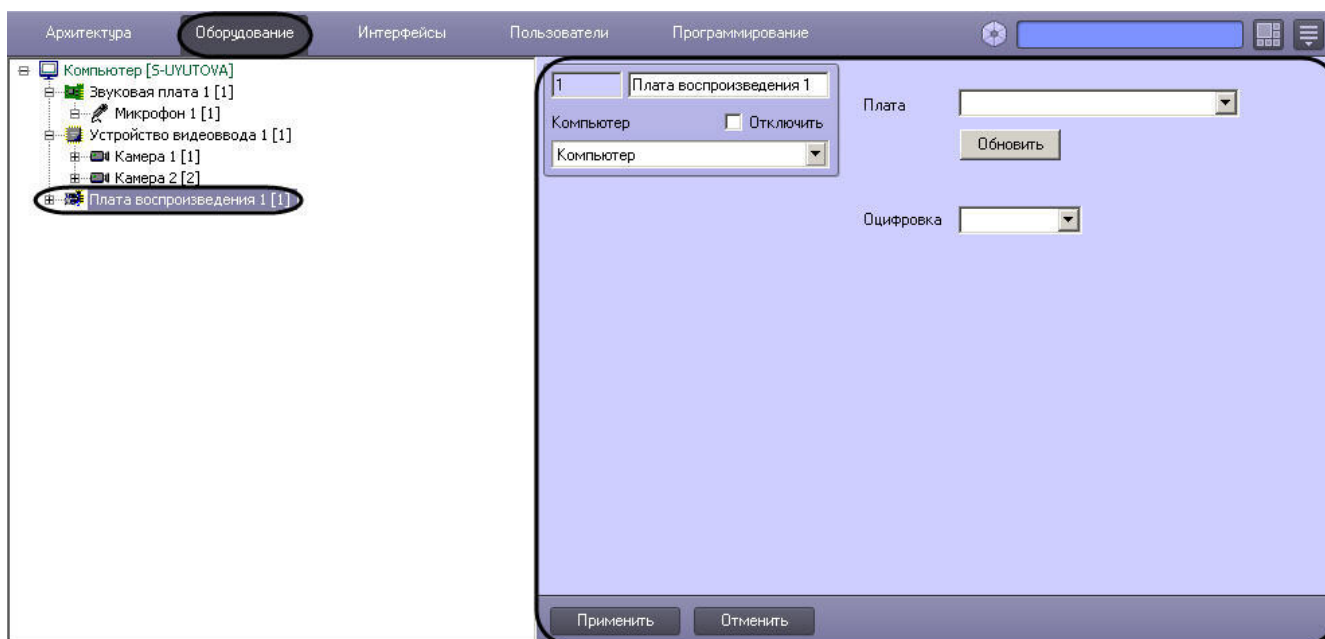 Архитектура Оборудование Интерфейсы Пользователи Программирование
Компьютер [S-UYUTOVA]
Звуковая плата 1 [1]
Микрофон 1 [1]
Устройство видеоввода 1 [1]
Камера 1 [1]
Камера 2 [2]
Плата воспроизведения 1 [1]
1 Плата воспроизведения 1
Компьютер Отключить
Компьютер
Плата
Обновить
Оцифровка
Применить Отменить